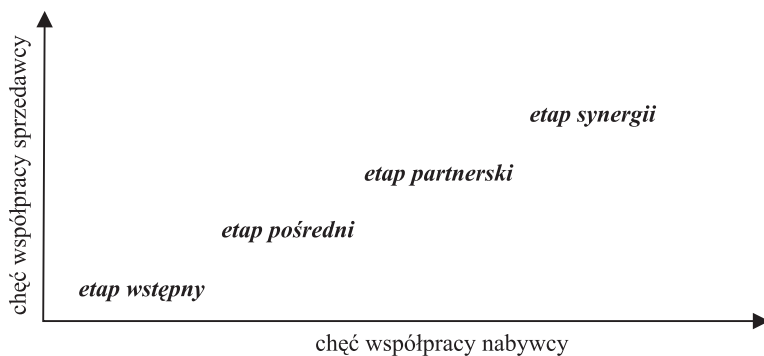 chęć współpracy sprzedawcy
etap synergii
etap partnerski
etap pośredni
etap wstępny
chęć współpracy nabywcy